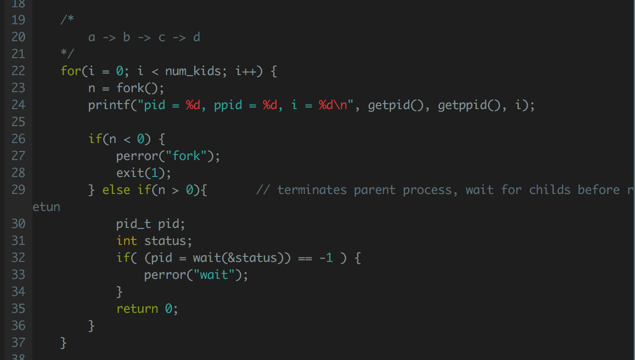 18
19 /*
20 a -> b -> c -> d
21 */
22 for(i = 0; i < num_kids; i++) {
23 n = fork();
24 printf("pid = %d, ppid = %d, i = %d\n", getpid(), getppid(), i);
25
26 if(n < 0) {
27 perror("fork");
28 exit(1);
29 } else if(n > 0){ // terminates parent process, wait for childs before r
etun
30 pid_t pid;
31 int status;
32 if( (pid = wait(&status)) == -1 ) {
33 perror("wait");
34 }
35 return 0;
36 }
37 }
38